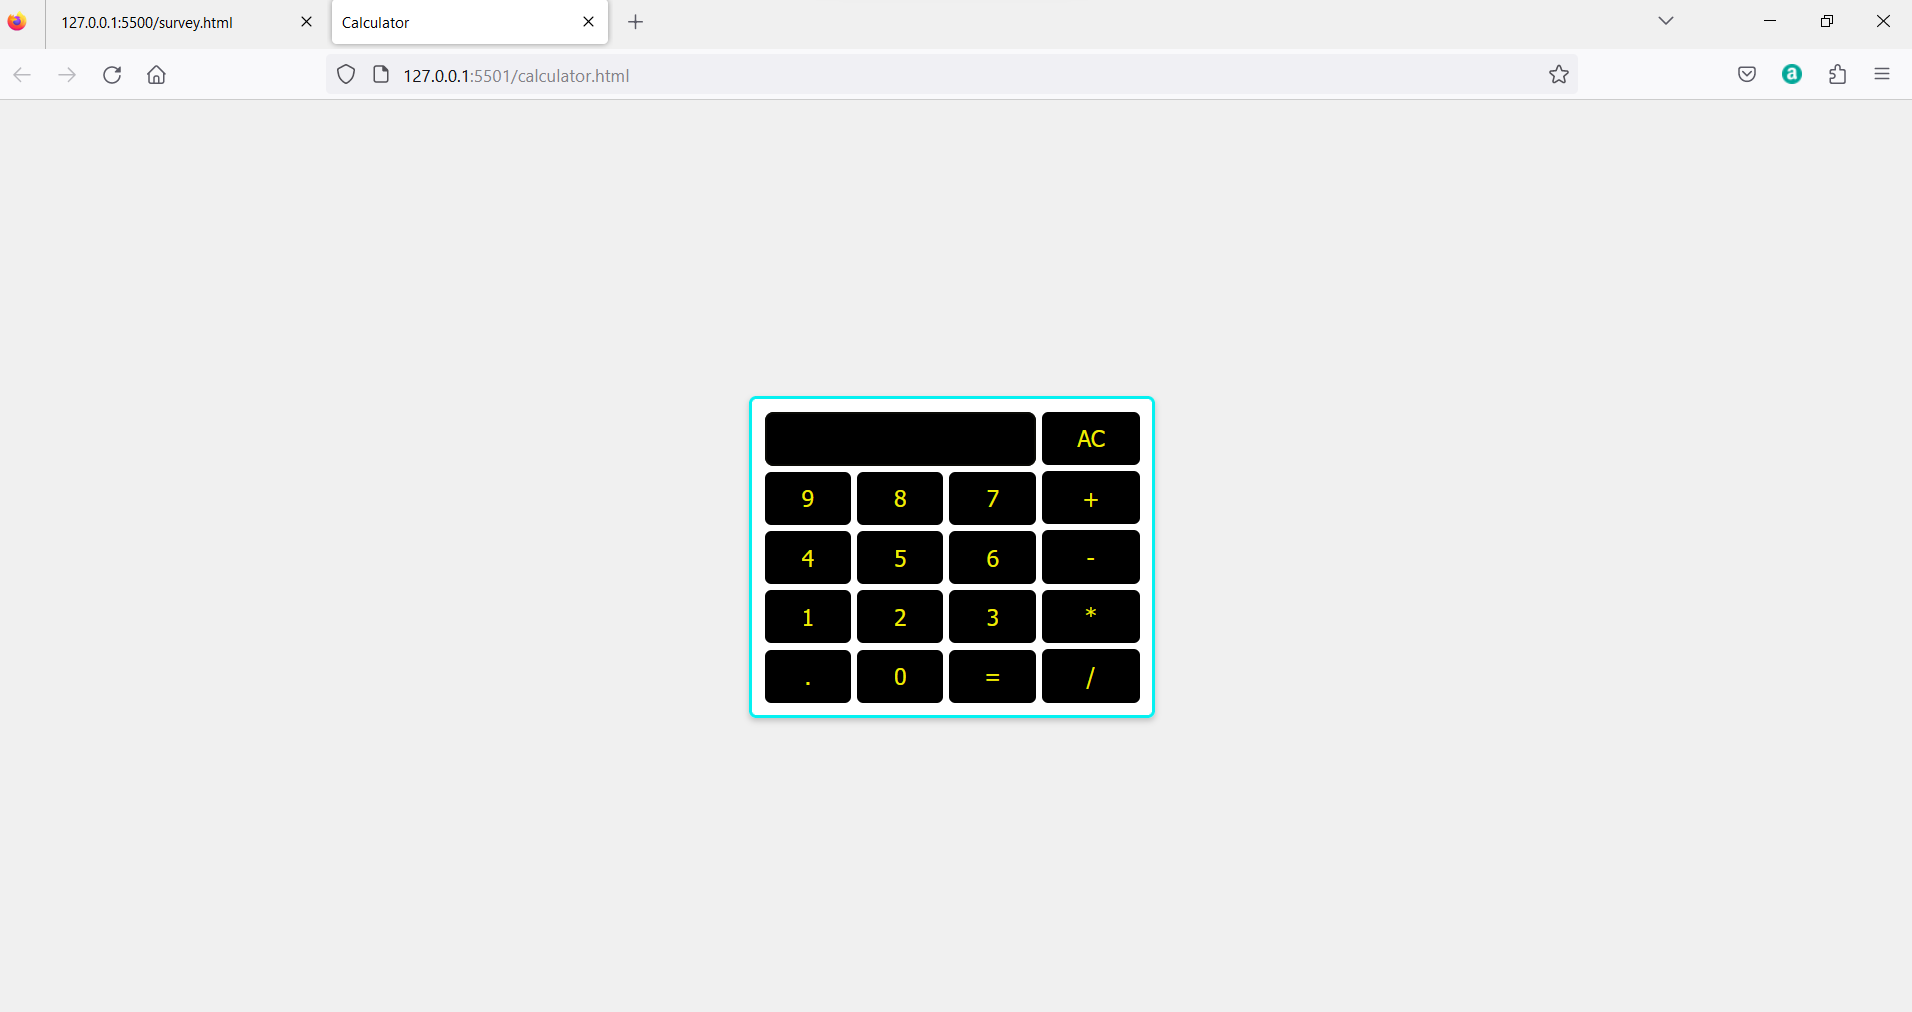 127.0.0.1:5500/survey.html
Calculator
127.0.0.1:5501/calculator.html
a
AC
9 8 7 +
4 5 6 -
1 2 3 *
. 0 = /